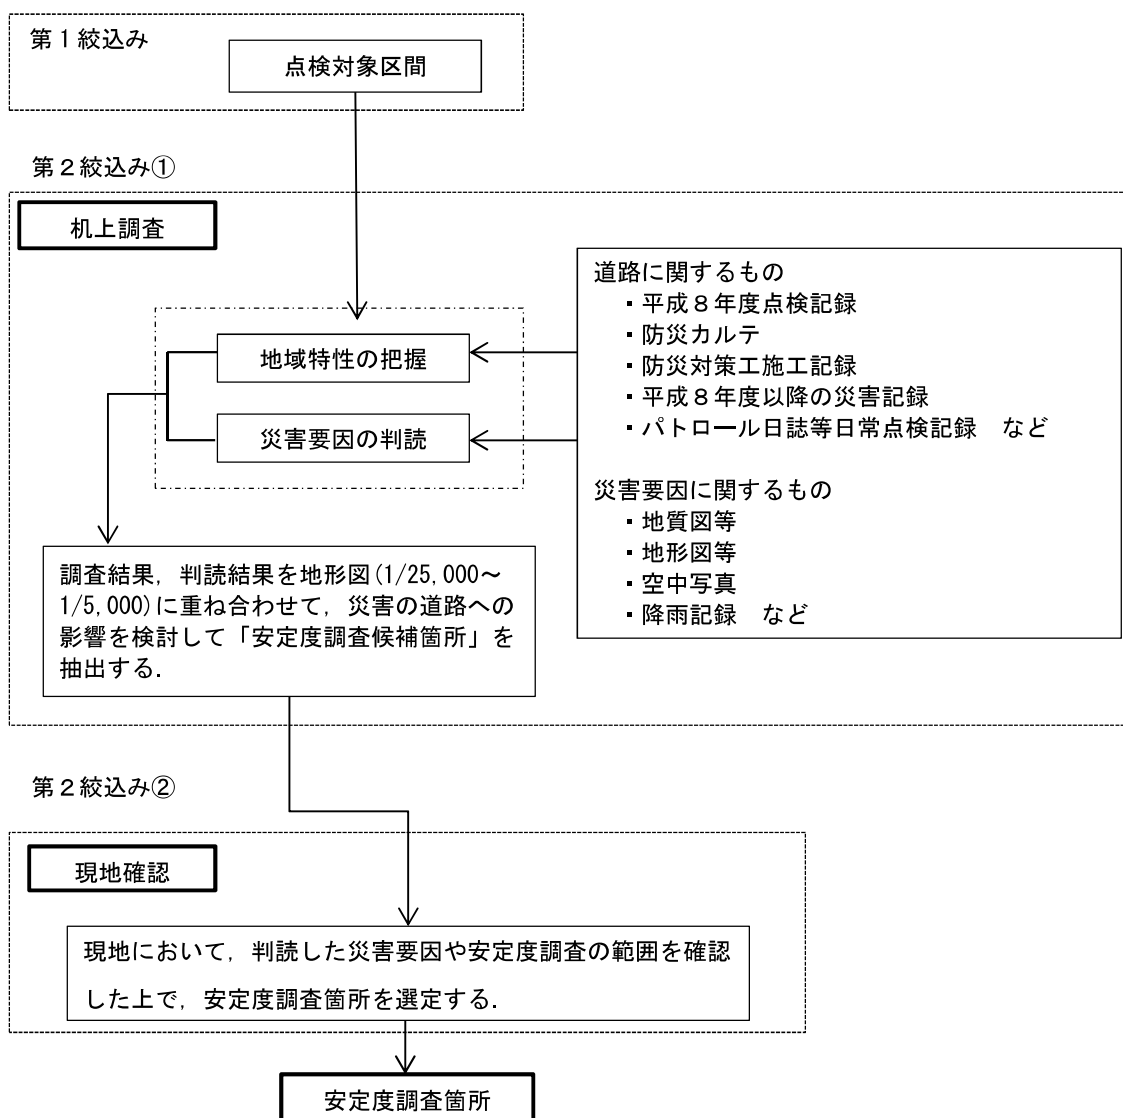 第１絞込み
点検対象区間
第２絞込み①
机上調査
道路に関するもの
・平成８年度点検記録
・防災カルテ
・防災対策工施工記録
・平成８年度以降の災害記録
・パトロール日誌等日常点検記録　など
災害要因に関するもの
・地質図等
・地形図等
・空中写真
・降雨記録　など
地域特性の把握
災害要因の判読
調査結果，判読結果を地形図(1/25,000～
1/5,000)に重ね合わせて，災害の道路への
影響を検討して「安定度調査候補箇所」を
抽出する．
第２絞込み②
現地確認
現地において，判読した災害要因や安定度調査の範囲を確認
した上で，安定度調査箇所を選定する．
安定度調査箇所